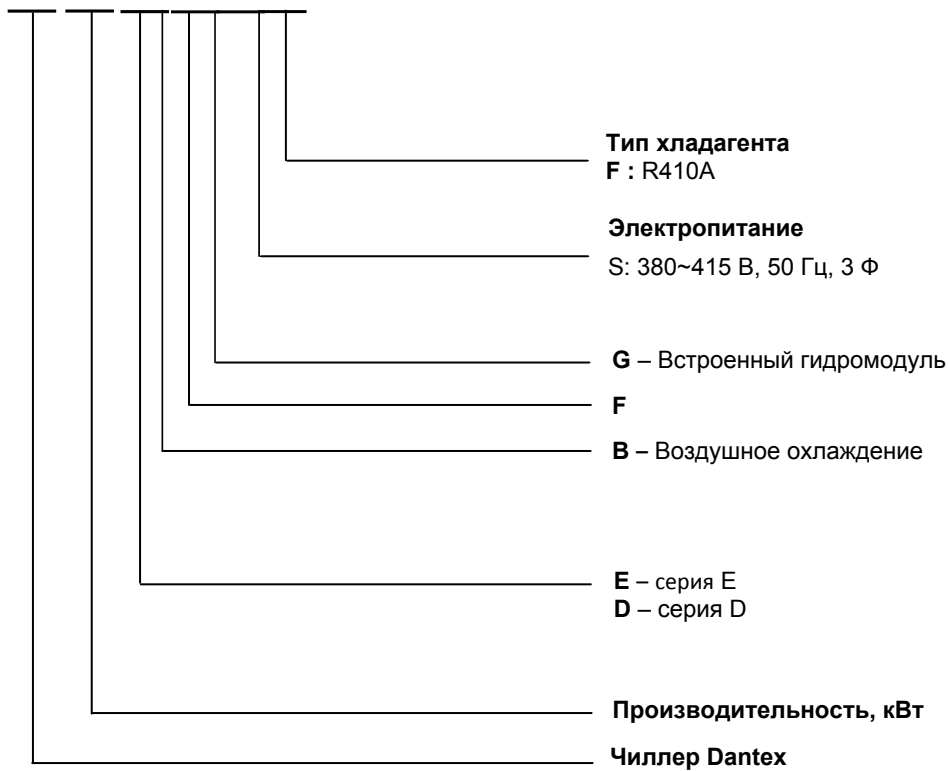 Тип хладагента
F : R410A
Электропитание
S: 380~415 В, 50 Гц, 3 Ф
G – Встроенный гидромодуль
F
B – Воздушное охлаждение
E – серия E
D – серия D
Производительность, кВт
Чиллер Dantex